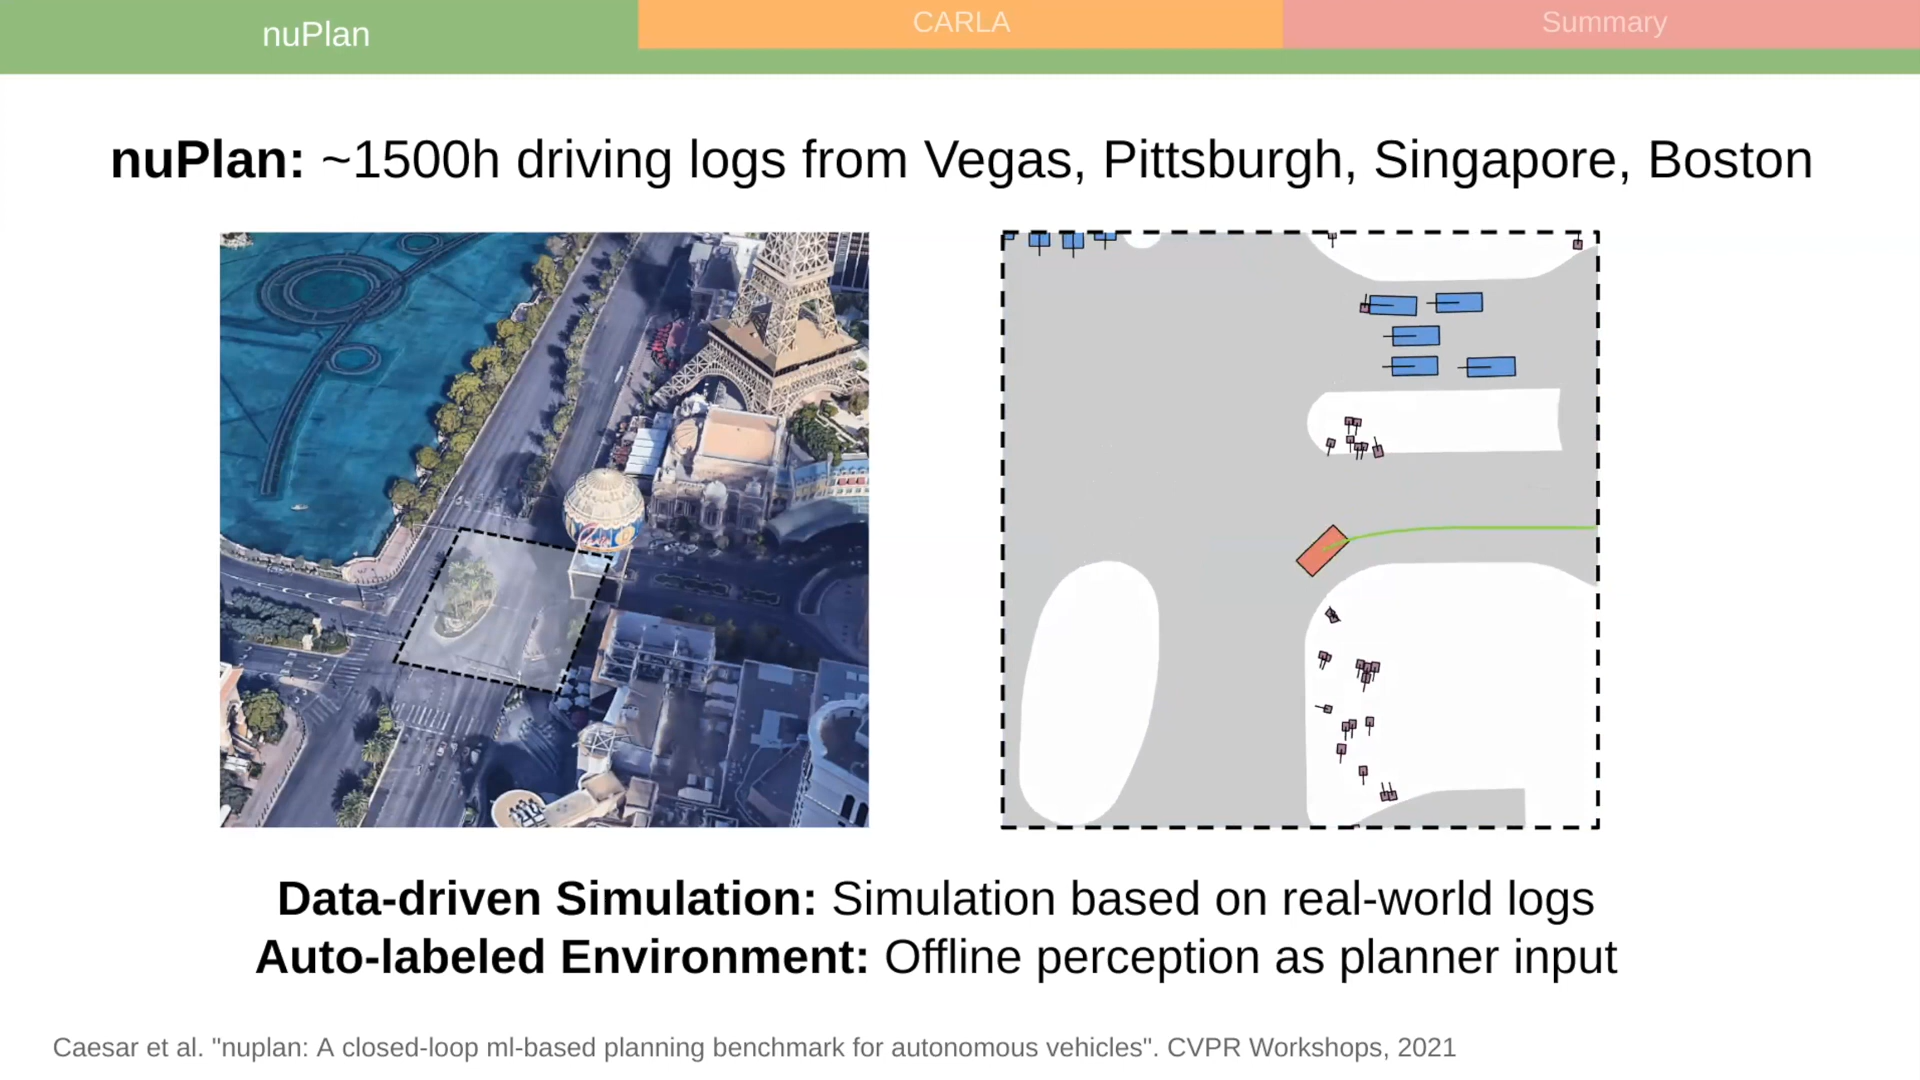 nuPlan
CARLA
Summary
nuPlan: ~1500h driving logs from Vegas, Pittsburgh, Singapore, Boston
Data-driven Simulation: Simulation based on real-world logs
Auto-labeled Environment: Offline perception as planner input
Caesar et al. "nuplan: A closed-loop ml-based planning benchmark for autonomous vehicles". CVPR Workshops, 2021